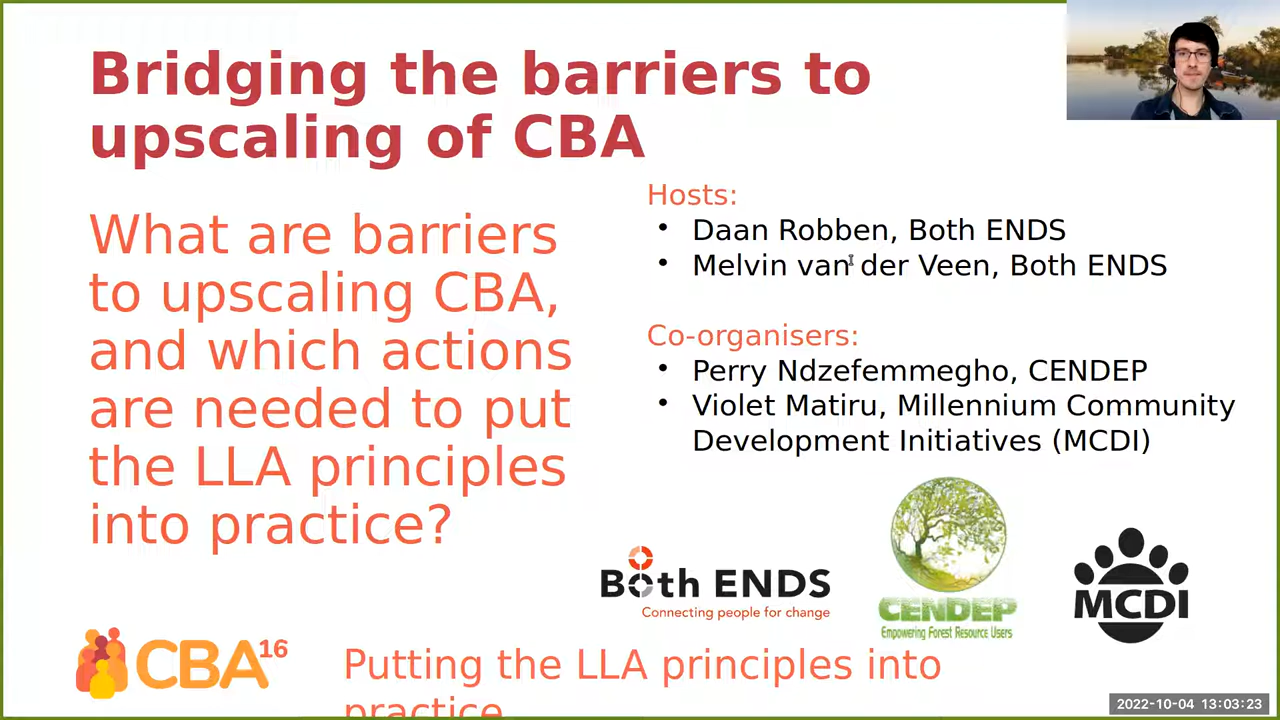 Bridging the barriers to
upscaling of CBA
What are barriers
to upscaling CBA,
and which actions
are needed to put
the LLA principles
into practice?
Hosts:
• Daan Robben, Both ENDS
• Melvin van der Veen, Both ENDS
Co-organisers:
• Perry Ndzefemmegho, CENDEP
• Violet Matiru, Millennium Community
Development Initiatives (MCDI)
Both ENDS
Connecting people for change
CENDEP
Empowering Forest Resource Users
MCDI
CBA16
Putting the LLA principles into
practice
2022-10-04 13:03:23